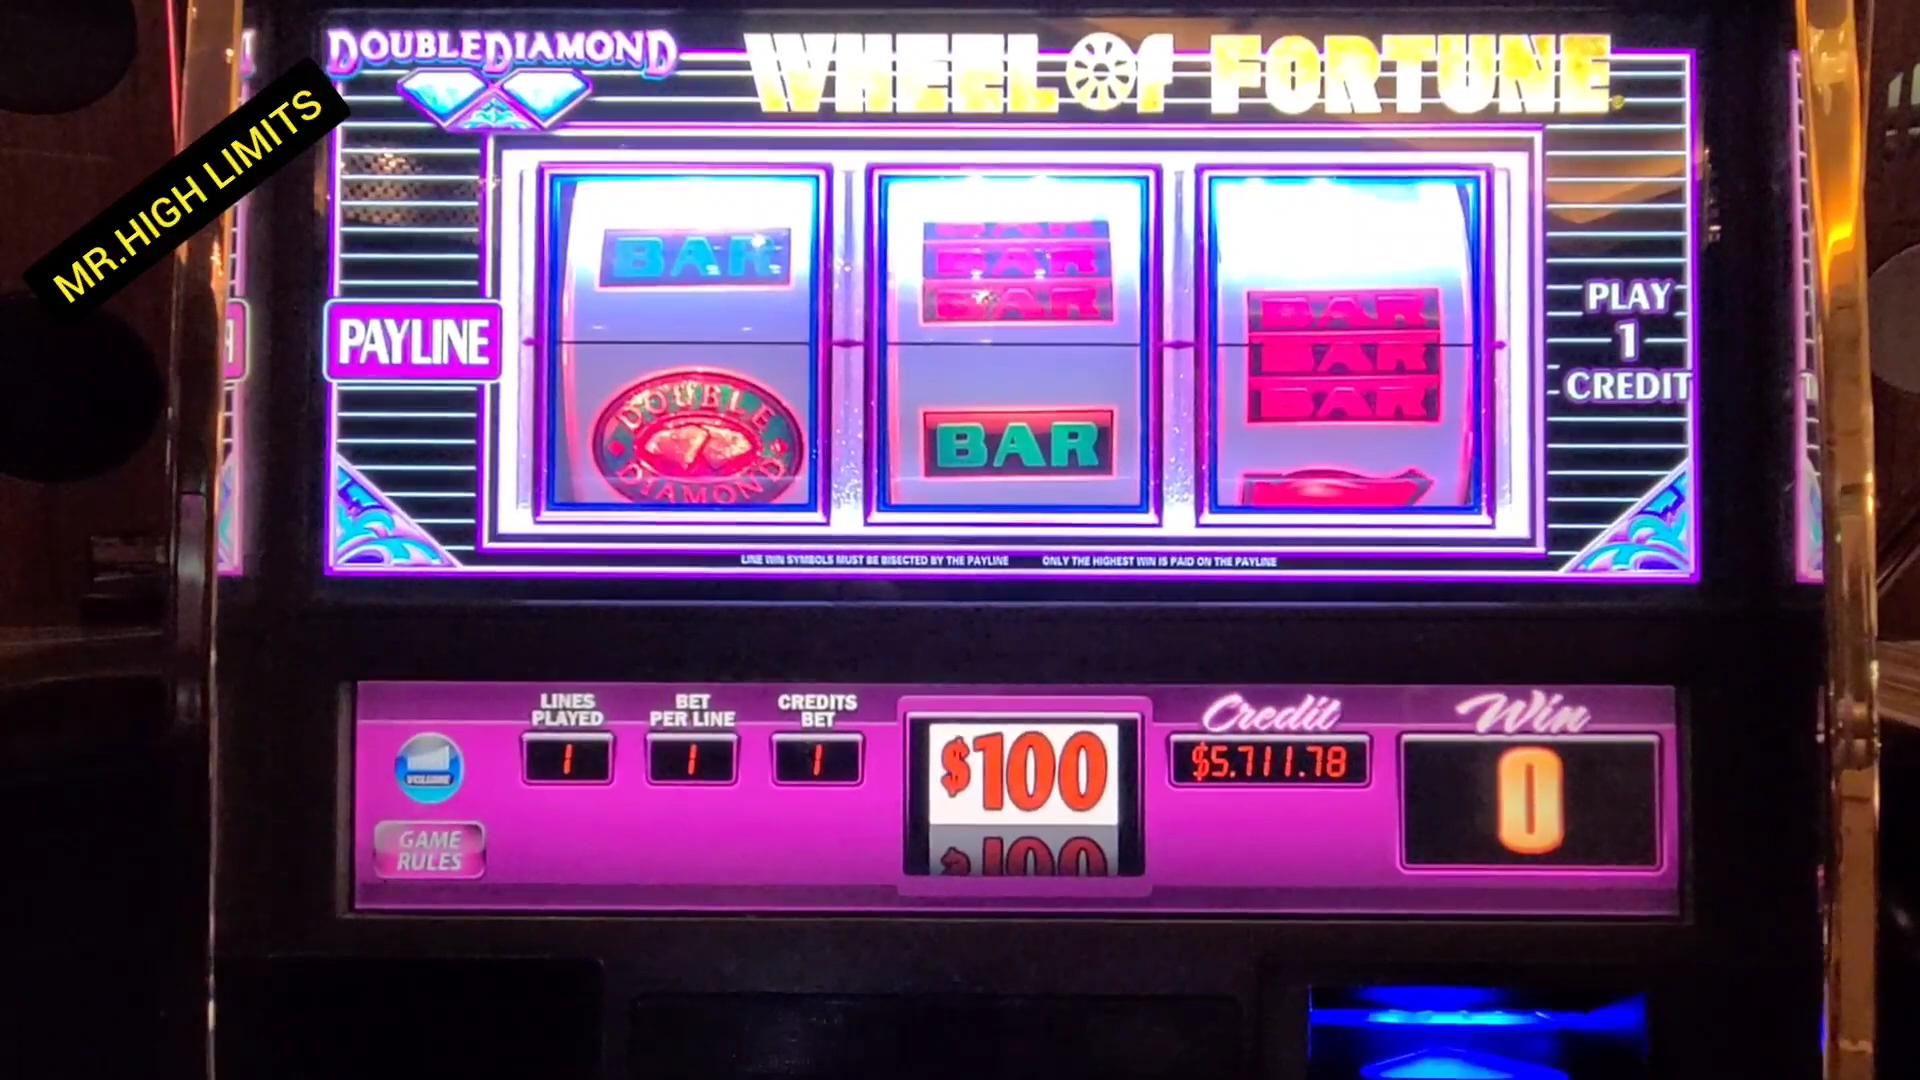 DOUBLE DIAMOND
WHEEL OF FORTUNE
MR.HIGH LIMITS
BAR
BAR
BAR
BAR
PAYLINE
DOUBLE
DIAMOND
BAR
BAR
BAR
BAR
PLAY
1
CREDIT
LINE WIN SYMBOLS MUST BE BISECTED BY THE PAYLINE
ONLY THE HIGHEST WIN IS PAID ON THE PAYLINE
LINES
PLAYED
1
BET
PER LINE
1
CREDITS
BET
1
$100
$100
Credit
$5,711.78
Win
0
VOLUME
GAME
RULES